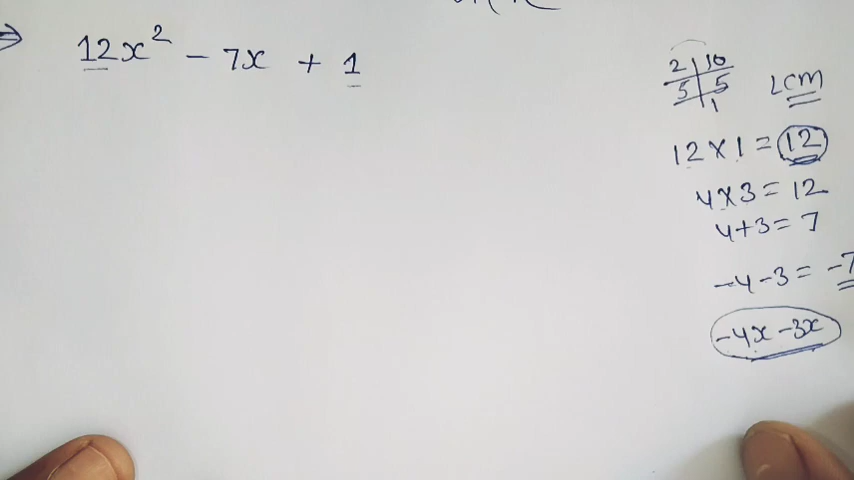 ⇒ 12x² - 7x + 1
2 | 10
5 | 5
1
LCM
12 × 1 = 12
4 × 3 = 12
4 + 3 = 7
-4 - 3 = -7
-4x - 3x